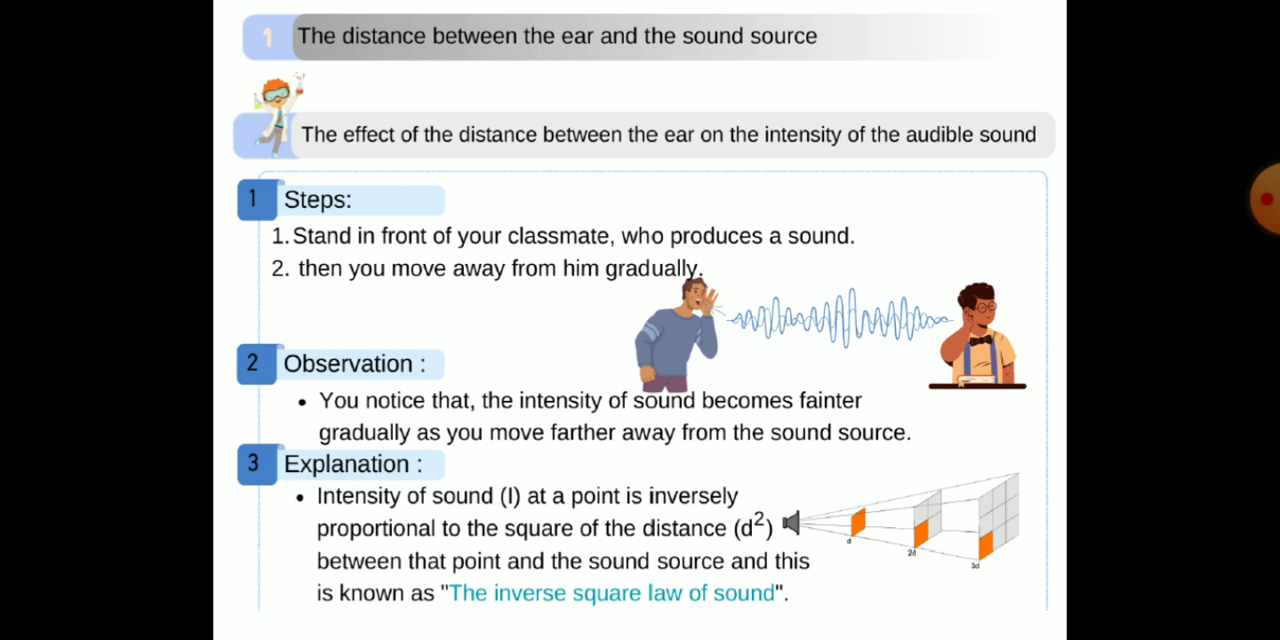 1
The distance between the ear and the sound source
The effect of the distance between the ear on the intensity of the audible sound
1 Steps:
1. Stand in front of your classmate, who produces a sound.
2. then you move away from him gradually.
2 Observation :
• You notice that, the intensity of sound becomes fainter
gradually as you move farther away from the sound source.
3 Explanation :
• Intensity of sound (I) at a point is inversely
proportional to the square of the distance (d²)
between that point and the sound source and this
is known as "The inverse square law of sound".
d
2d
3d